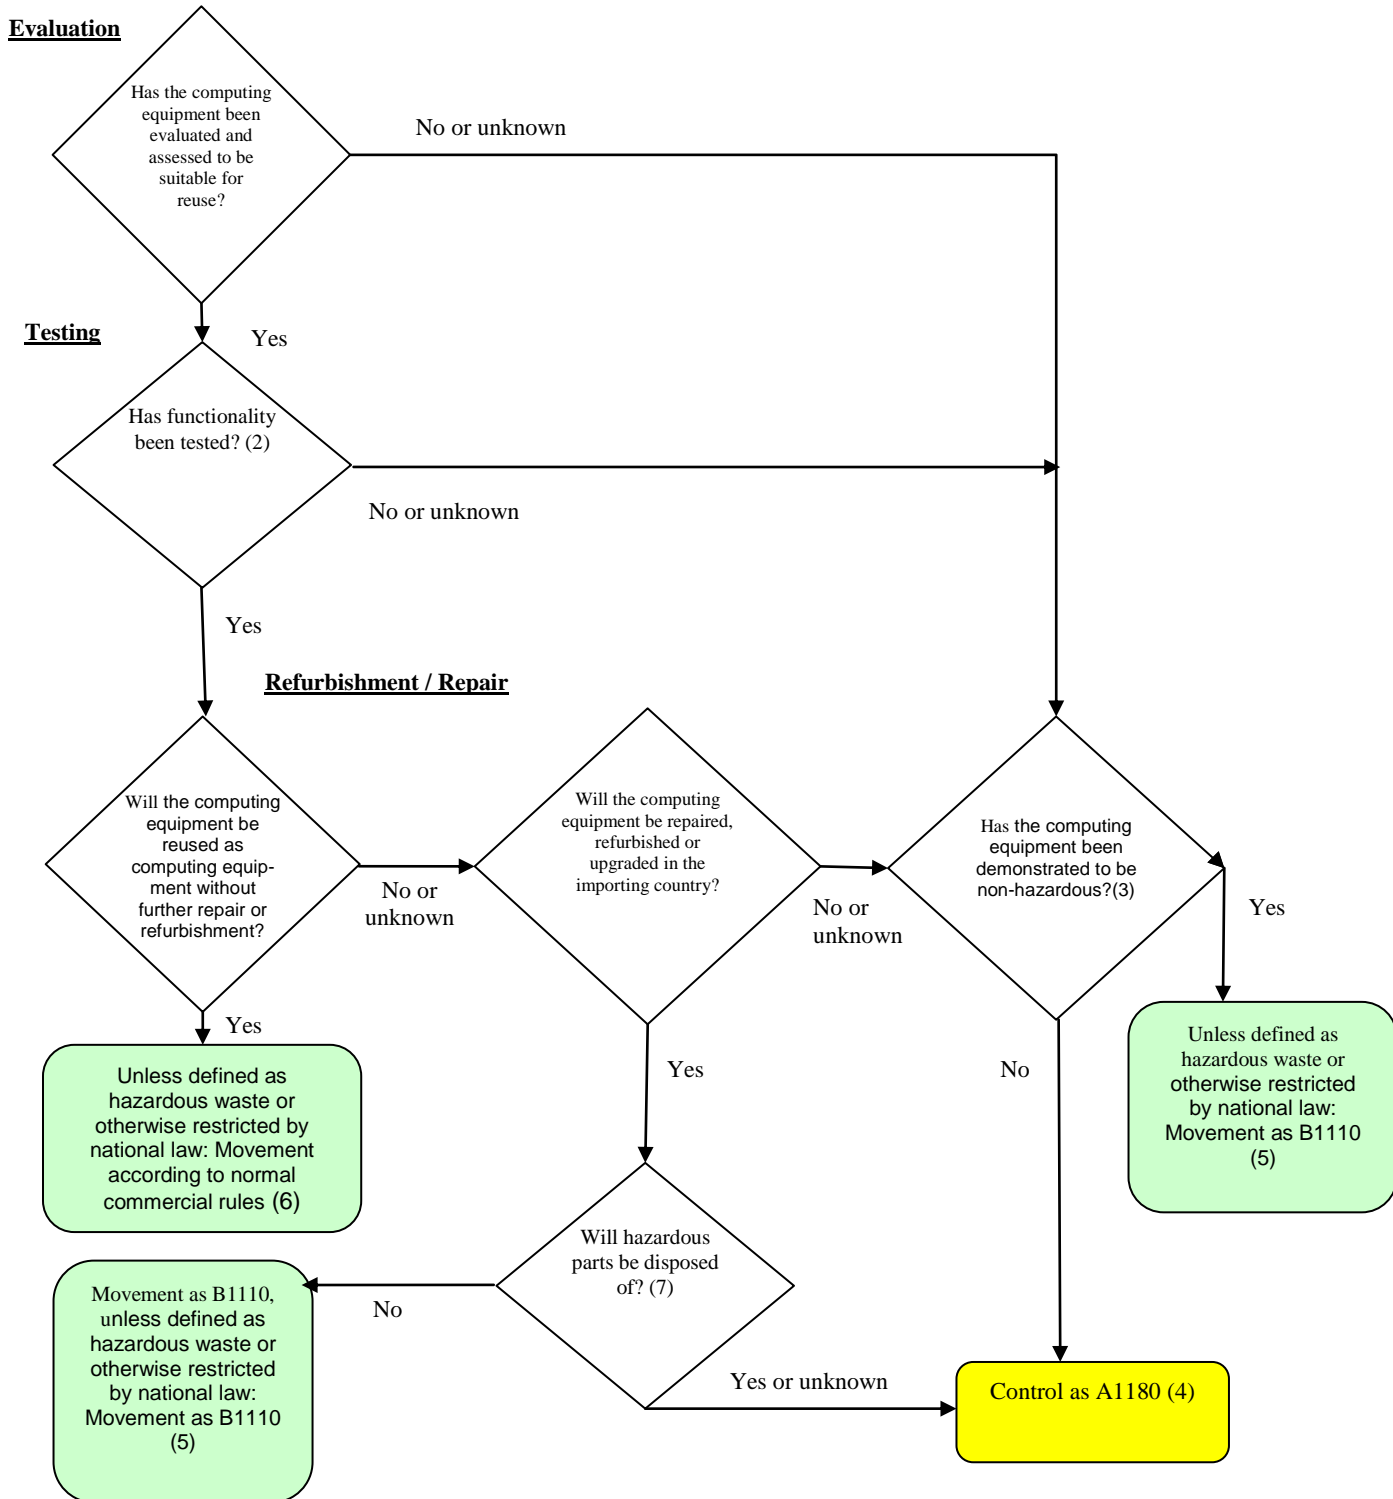 Evaluation
Has the computing
equipment been
evaluated and
assessed to be
suitable for
reuse?
No or unknown
Yes
Testing
Has functionality
been tested? (2)
No or unknown
Yes
Refurbishment / Repair
Will the computing
equipment be
reused as
computing equip-
ment without
further repair or
refurbishment?
No or
unknown
Yes
Will the computing
equipment be repaired,
refurbished or
upgraded in the
importing country?
No or
unknown
Yes
Has the computing
equipment been
demonstrated to be
non-hazardous?(3)
Yes
No
Unless defined as
hazardous waste or
otherwise restricted
by national law:
Movement as B1110
(5)
Unless defined as
hazardous waste or
otherwise restricted by
national law: Movement
according to normal
commercial rules (6)
Will hazardous
parts be disposed
of? (7)
No
Yes or unknown
Movement as B1110,
unless defined as
hazardous waste or
otherwise restricted
by national law:
Movement as B1110
(5)
Control as A1180 (4)